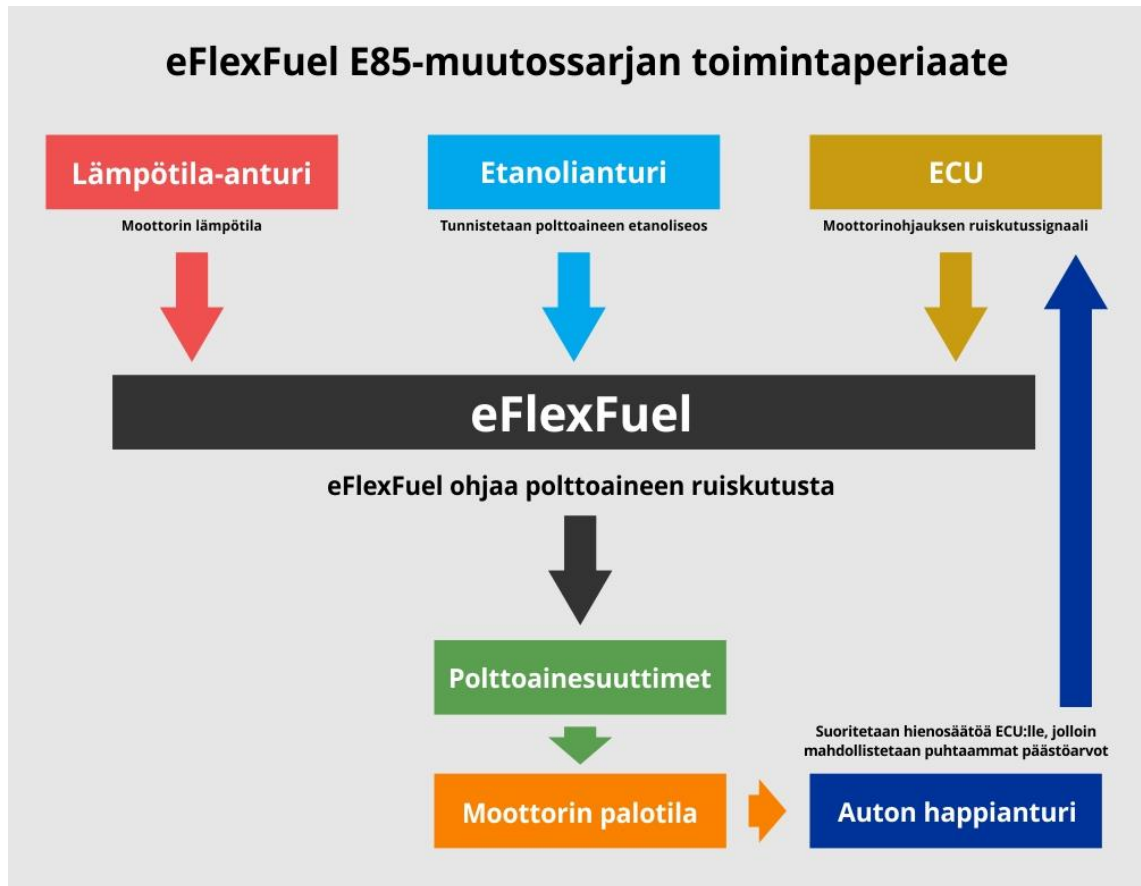 eFlexFuel E85-muutossarjan toimintaperiaate
Lämpötila-anturi
Moottorin lämpötila
Etanolianturi
Tunnistetaan polttoaineen etanoliseos
ECU
Moottorinohjauksen ruiskutussignaali
eFlexFuel
eFlexFuel ohjaa polttoaineen ruiskutusta
Polttoainesuuttimet
Moottorin palotila
Suoritetaan hienosäätöä ECU:lle, jolloin
mahdollistetaan puhtaammat päästöarvot
Auton happianturi